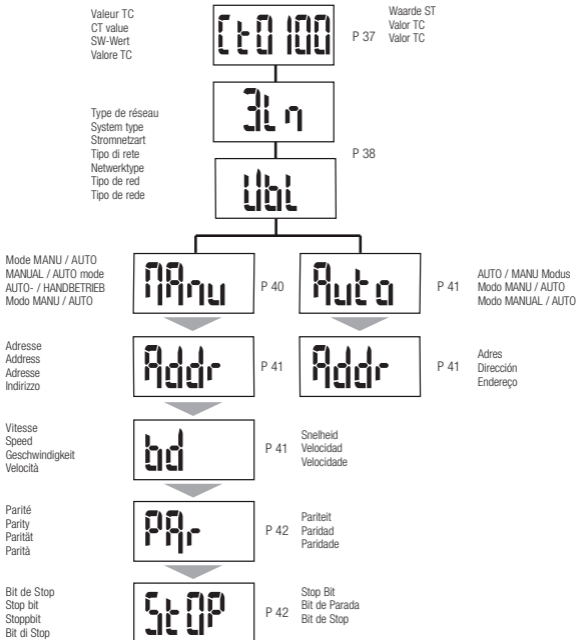 Valeur TC
CT value
SW-Wert
Valore TC
Ct0100
P 37
Waarde ST
Valor TC
Valor TC
Type de réseau
System type
Stromnetzart
Tipo di rete
Netwerktype
Tipo de red
Tipo de rede
3Ln
P 38
UbL
Mode MANU / AUTO
MANUAL / AUTO mode
AUTO- / HANDBETRIEB
Modo MANU / AUTO
MAnu
P 40
Auto
P 41
AUTO / MANU Modus
Modo MANU / AUTO
Modo MANUAL / AUTO
Adresse
Address
Adresse
Indirizzo
Addr
P 41
Addr
P 41
Adres
Dirección
Endereço
Vitesse
Speed
Geschwindigkeit
Velocità
bd
P 41
Snelheid
Velocidad
Velocidade
Parité
Parity
Parität
Parità
PAr
P 42
Pariteit
Paridad
Paridade
Bit de Stop
Stop bit
Stoppbit
Bit di Stop
StOP
P 42
Stop Bit
Bit de Parada
Bit de Stop